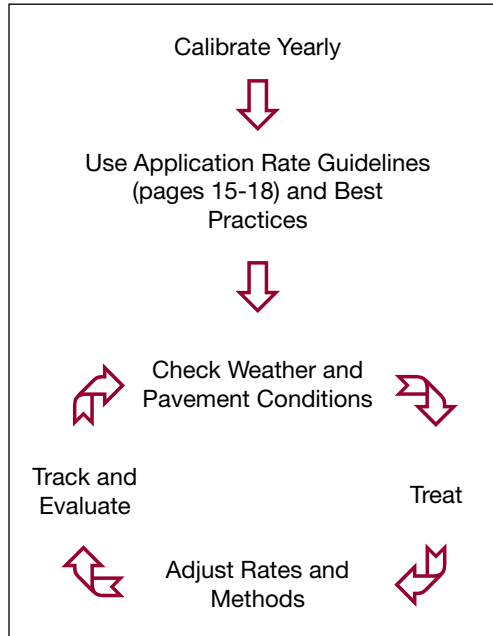 Calibrate Yearly
Use Application Rate Guidelines
(pages 15-18) and Best
Practices
Check Weather and
Pavement Conditions
Track and
Evaluate
Treat
Adjust Rates and
Methods